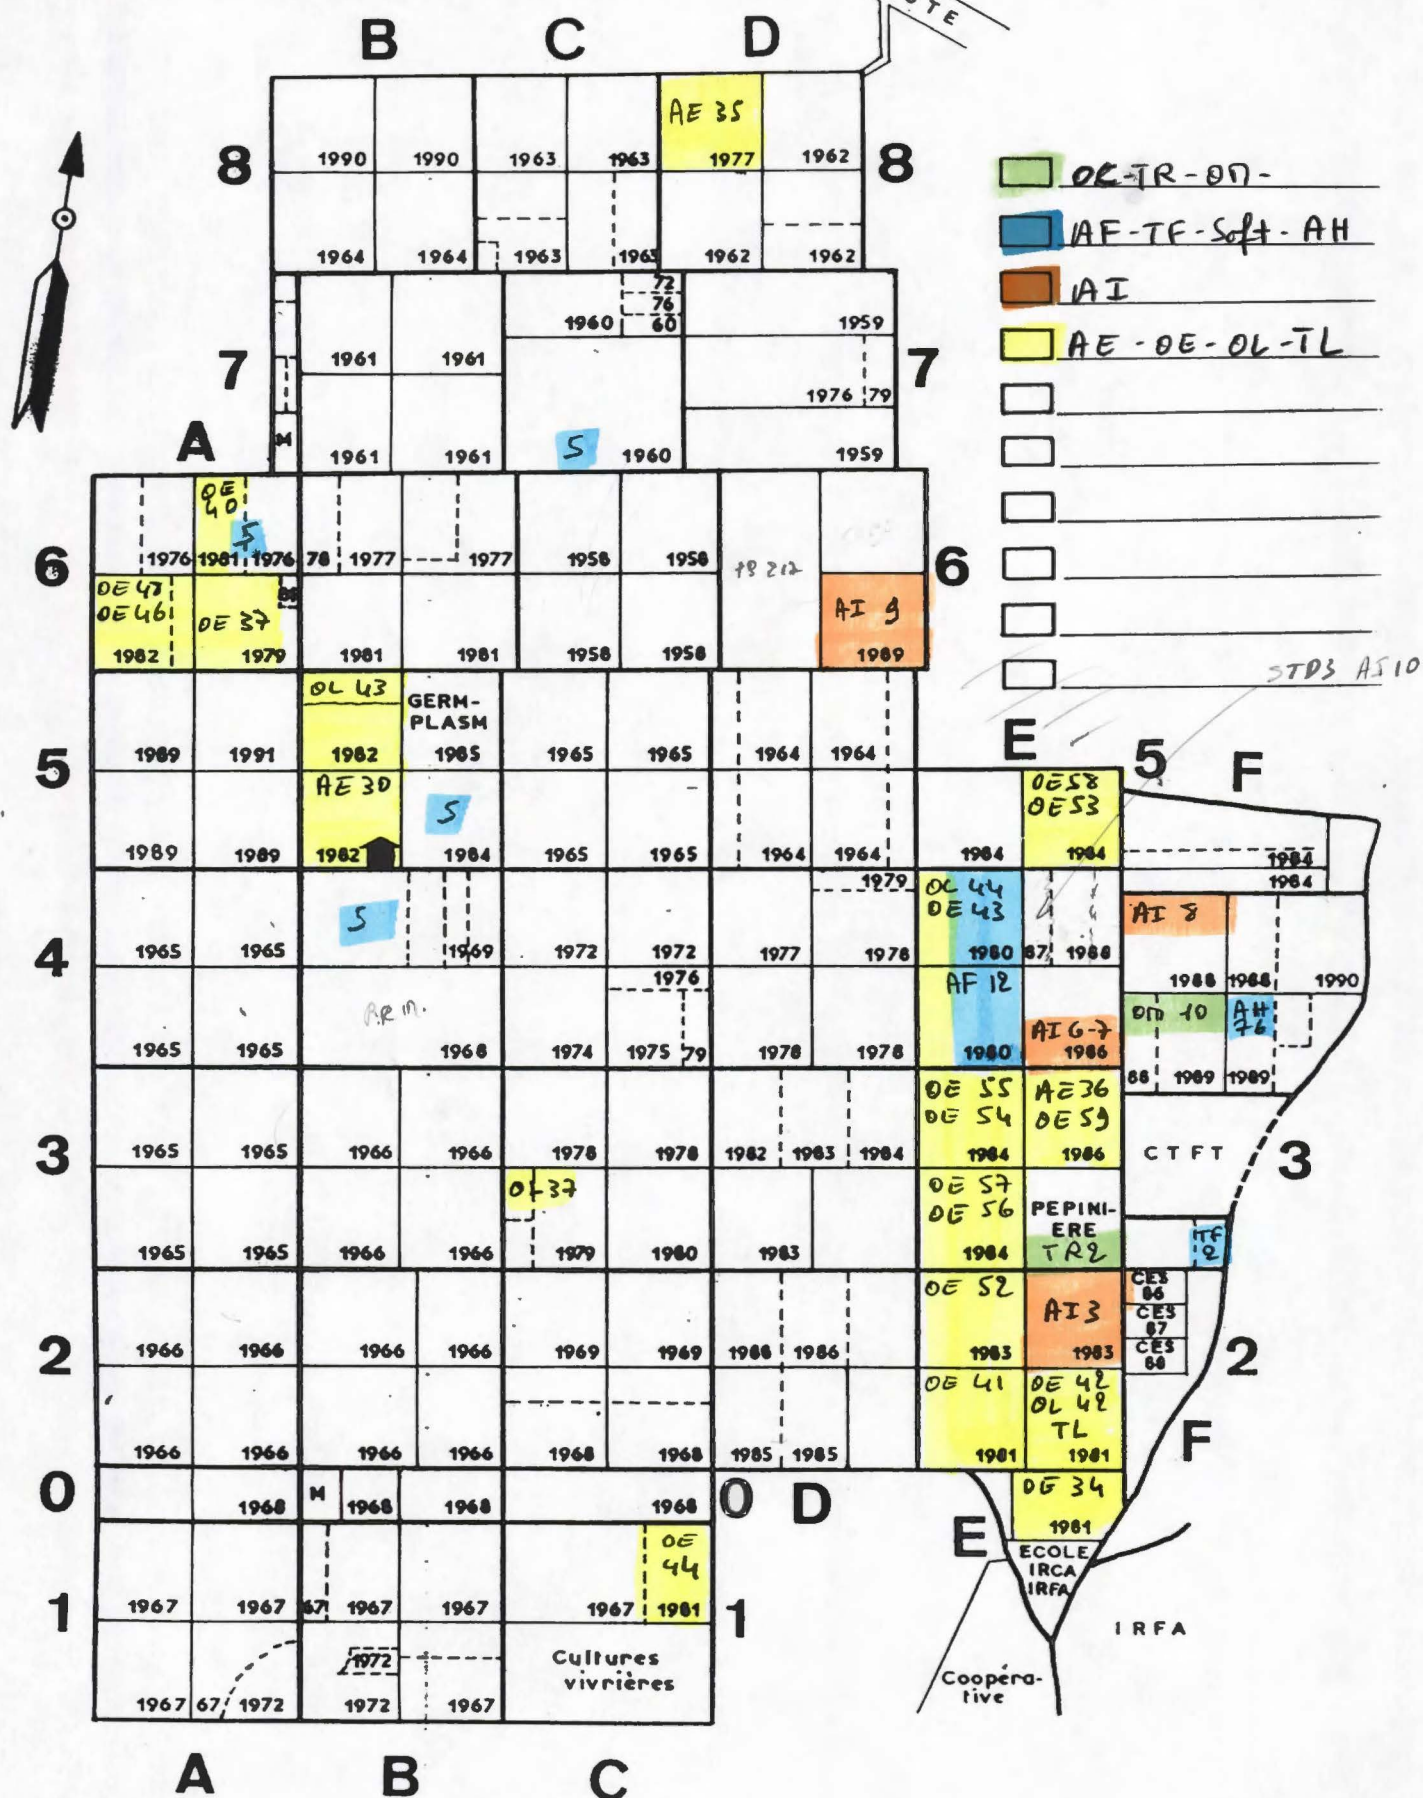 B C D
8 AE 35 8
1990 1990 1963 1963 1977 1962
1964 1964 1963 1963 1962 1962
OC-TR-OM-
AF-TF-Soft-AH
AI
AE-OE-OL-TL
72
76
1960 60 1959
7 1961 1961 7
1976 79
A M S
1961 1961 1960 1959
OE
40
S
1976 1981 1976 78 1977 1977 1958 1958
6 6
OE 48
OE 46 OE 37 AI 9
1982 1979 1981 1981 1958 1958 1989
STD3 AI 10
OL 43 GERM-
PLASM
5 1989 1991 1982 1985 1965 1965 1964 1964
E 5 F
AE 30 S OE 58
OE 53
1989 1989 1982 1984 1965 1965 1964 1964 1984 1984 1984
1984
1979 OL 44
OE 43 AI 8
S
4 1965 1965 1969 1972 1972 1977 1978 1980 87 1988 1988 1988 1990
1976 AF 12 OM 10 AH
76
AI 6-7
1965 1965 1968 1974 1975 79 1978 1978 1980 1986 88 1989 1989
OE 55 AE 36
OE 54 OE 59
3 1965 1965 1966 1966 1978 1978 1982 1983 1984 1984 1986 CTFT 3
OL 37 OE 57
OE 56 PEPINI-
ERE
TR2 TF
2
1965 1965 1966 1966 1979 1980 1983 1984
OE 52 AI 3 CES
86
CES
87
CES
88
2 1966 1966 1966 1966 1969 1969 1986 1986 1983 1983 2
OE 41 OE 42
OL 42
TL
1966 1966 1966 1966 1968 1968 1985 1985 1981 1981 F
0 M 0 D OE 34
1968 1968 1968 1968 1981
E ECOLE
IRCA
IRFA
OE
44
1 1967 1967 67 1967 1967 1967 1981 1
IRFA
1972 Cultures
vivrières Coopéra-
tive
1967 67 1972 1972 1967
A B C